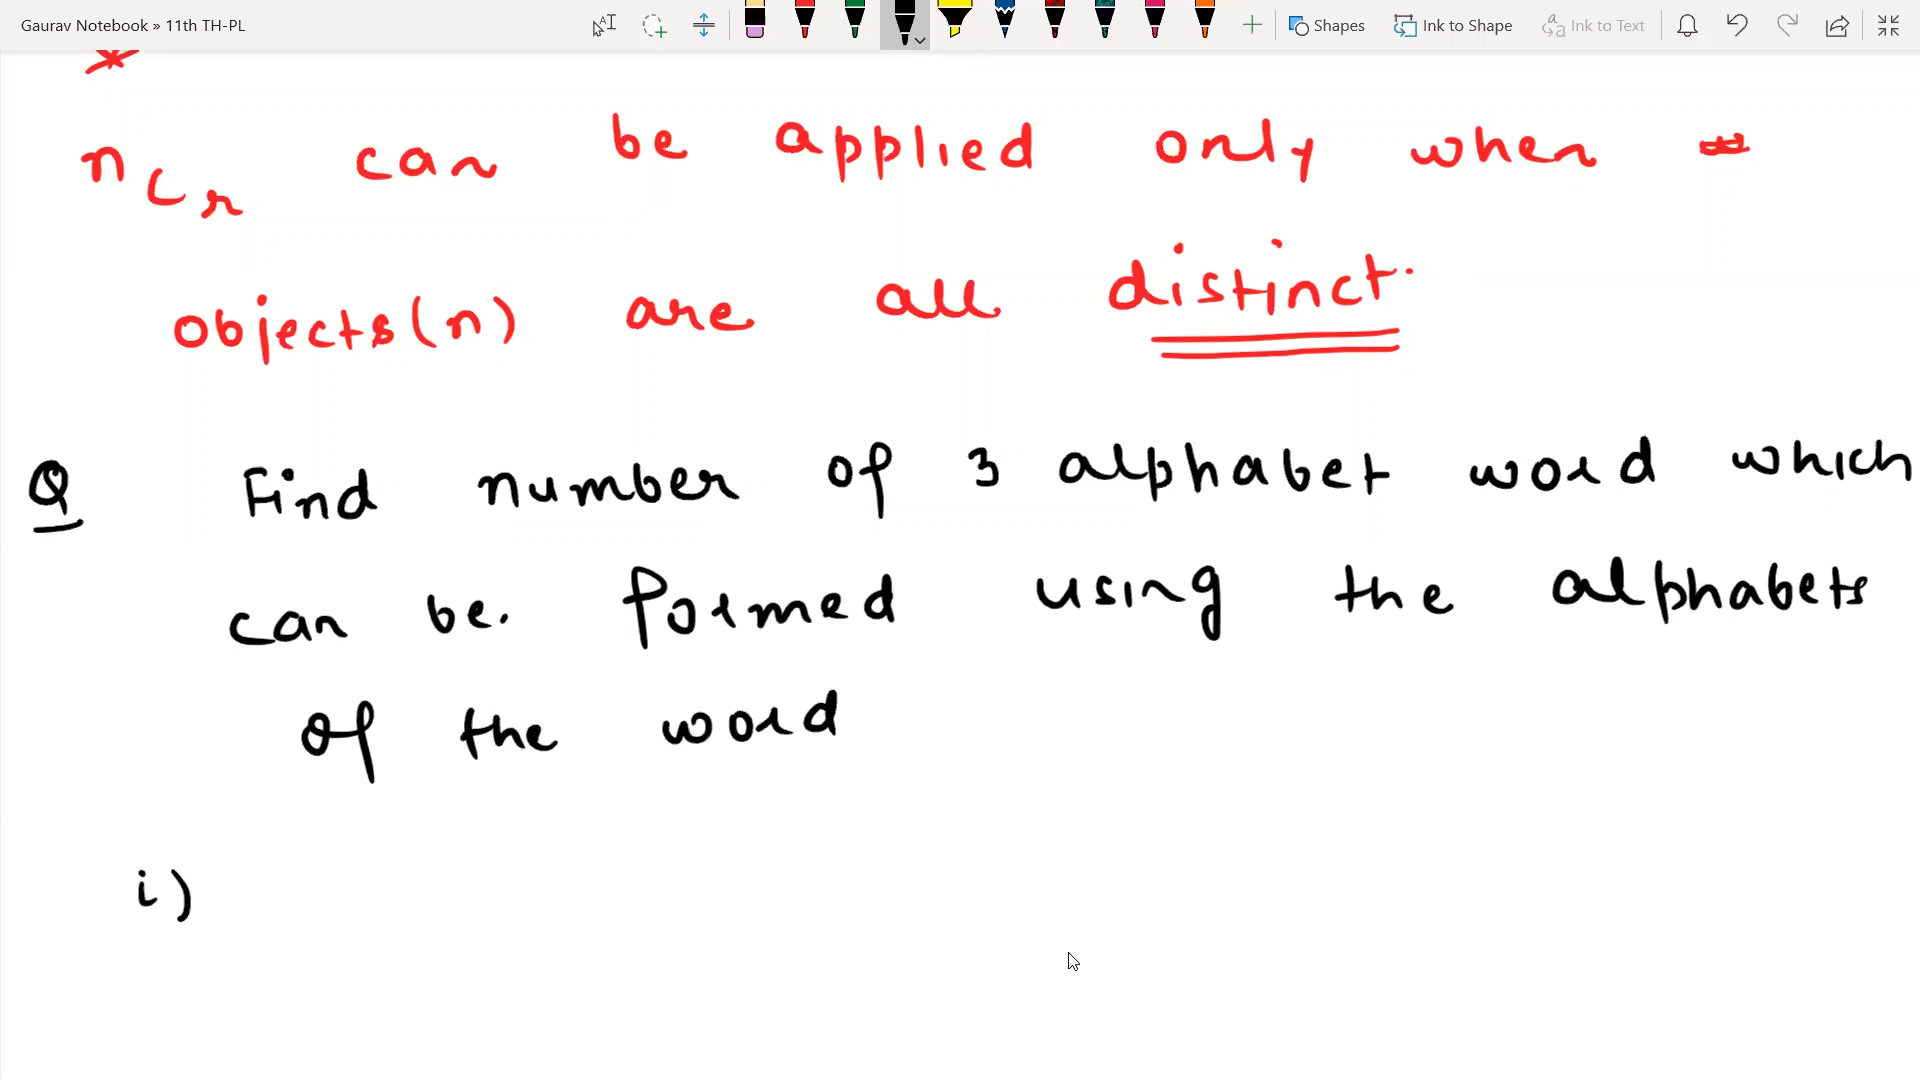 Gaurav Notebook » 11th TH-PL
Shapes Ink to Shape Ink to Text
nCr can be applied only when
objects(n) are all distinct.
Q Find number of 3 alphabet word which
can be. formed using the alphabets
of the word
i)